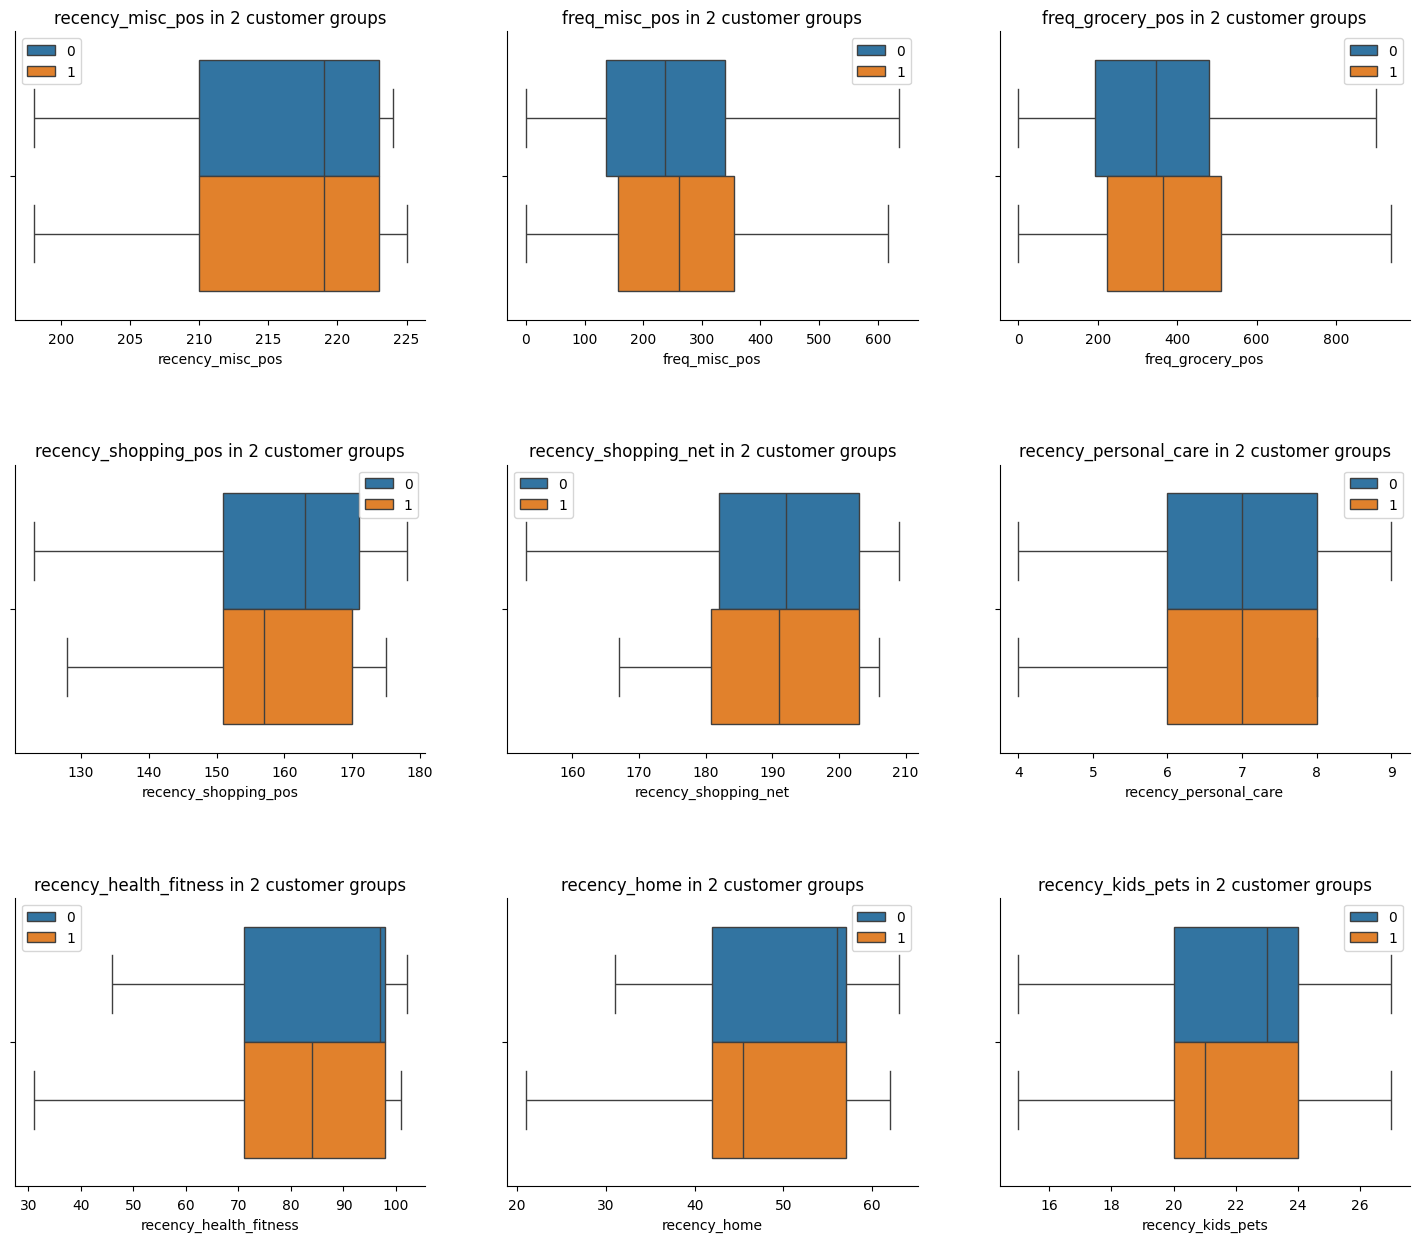 recency_misc_pos in 2 customer groups
0
1
200 205 210 215 220 225
recency_misc_pos
freq_misc_pos in 2 customer groups
0
1
0 100 200 300 400 500 600
freq_misc_pos
freq_grocery_pos in 2 customer groups
0
1
0 200 400 600 800
freq_grocery_pos
recency_shopping_pos in 2 customer groups
0
1
130 140 150 160 170 180
recency_shopping_pos
recency_shopping_net in 2 customer groups
0
1
160 170 180 190 200 210
recency_shopping_net
recency_personal_care in 2 customer groups
0
1
4 5 6 7 8 9
recency_personal_care
recency_health_fitness in 2 customer groups
0
1
30 40 50 60 70 80 90 100
recency_health_fitness
recency_home in 2 customer groups
0
1
20 30 40 50 60
recency_home
recency_kids_pets in 2 customer groups
0
1
16 18 20 22 24 26
recency_kids_pets